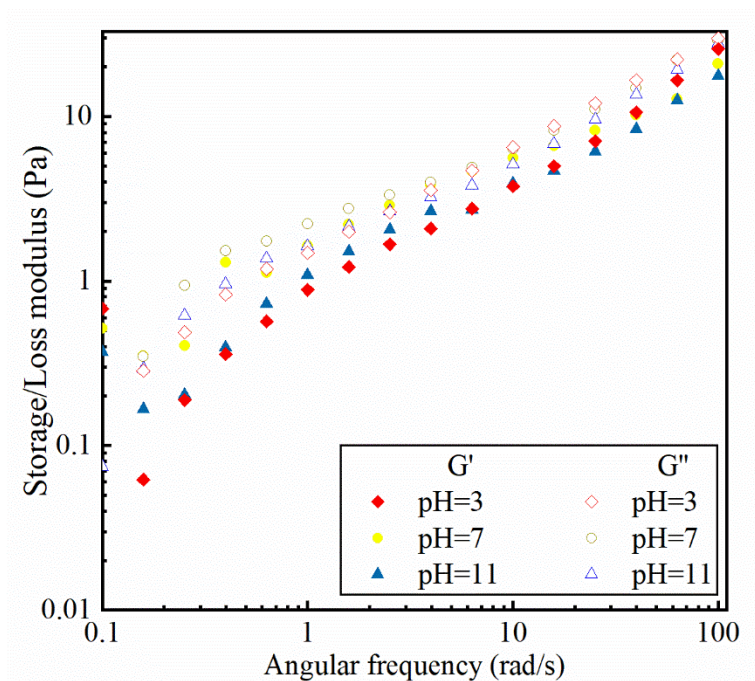 Storage/Loss modulus (Pa)
10
1
0.1
0.01
0.1
1
10
100
Angular frequency (rad/s)
G' G"
pH=3 pH=3
pH=7 pH=7
pH=11 pH=11